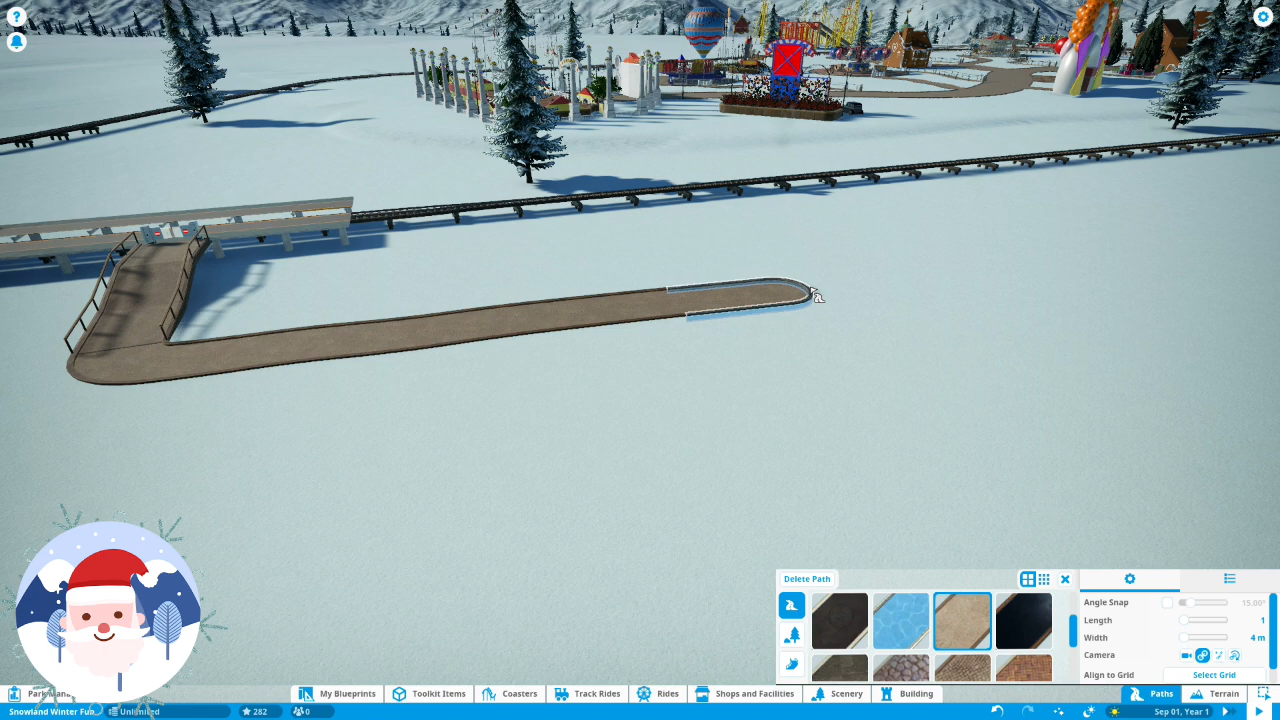 ?
Delete Path
Angle Snap 15.00°
Length 1
Width 4 m
Camera
Align to Grid Select Grid
My Blueprints Toolkit Items Coasters Track Rides Rides Shops and Facilities Scenery Building Paths Terrain
Snowland Winter Fun Unlimited 282 0 Sep 01, Year 1